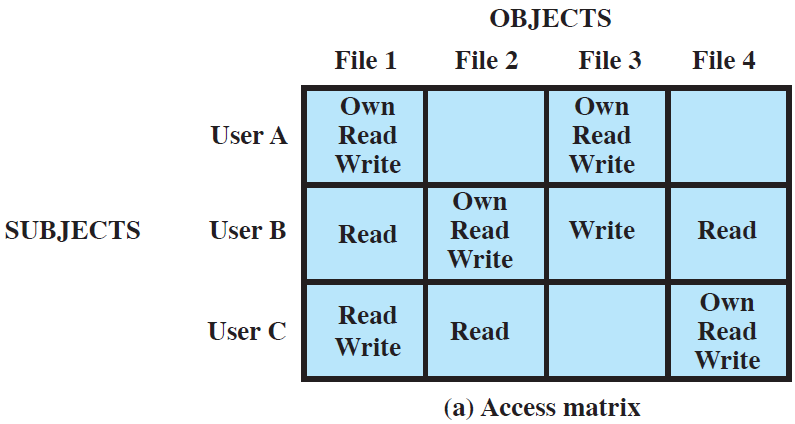 OBJECTS
File 1 File 2 File 3 File 4
SUBJECTS
User A
Own
Read
Write
Own
Read
Write
User B
Read
Own
Read
Write
Write
Read
User C
Read
Write
Read
Own
Read
Write
(a) Access matrix